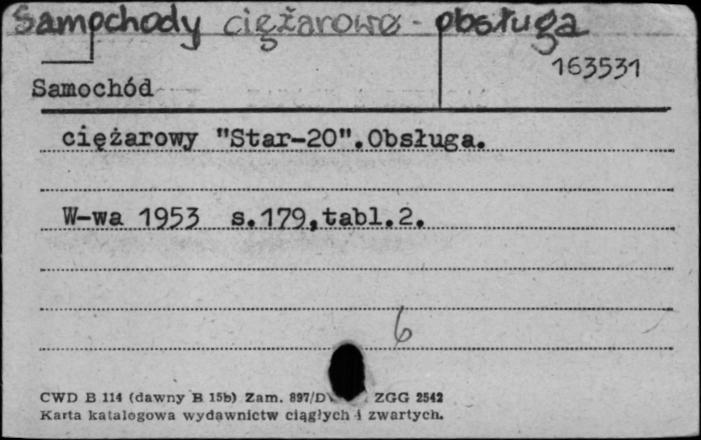 Samochody ciężarowe - obsługa
163531
Samochód
ciężarowy "Star-20".Obsługa.
W-wa 1953 s.179,tabl.2.
6
CWD B 114 (dawny B 15b) Zam. 897/D ZGG 2542
Karta katalogowa wydawnictw ciągłych i zwartych.